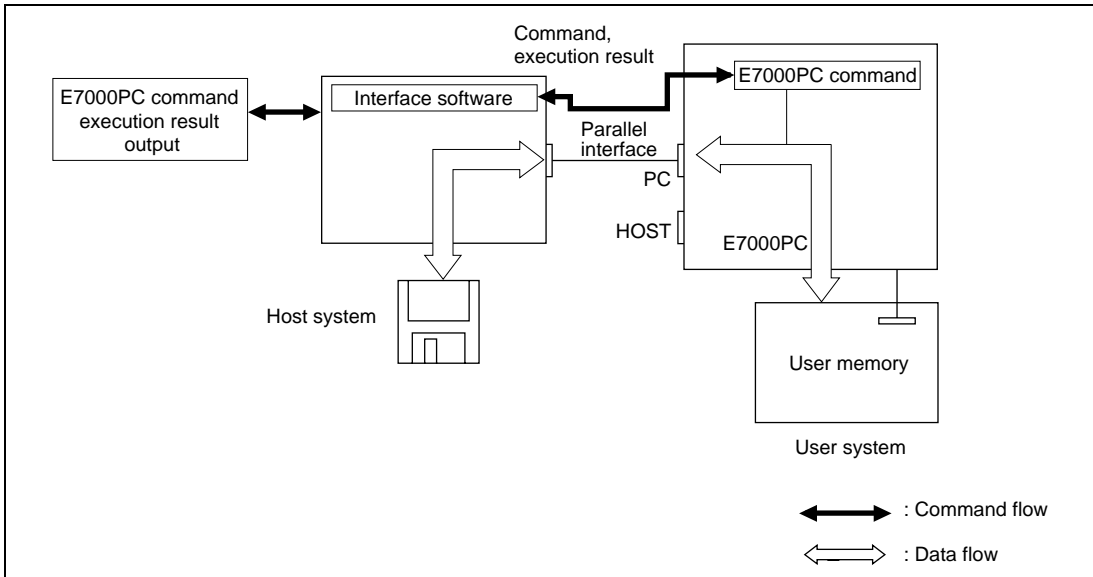 Command,
execution result
E7000PC command
execution result
output
Interface software
E7000PC command
Parallel
interface
PC
HOST
E7000PC
Host system
User memory
User system
: Command flow
: Data flow